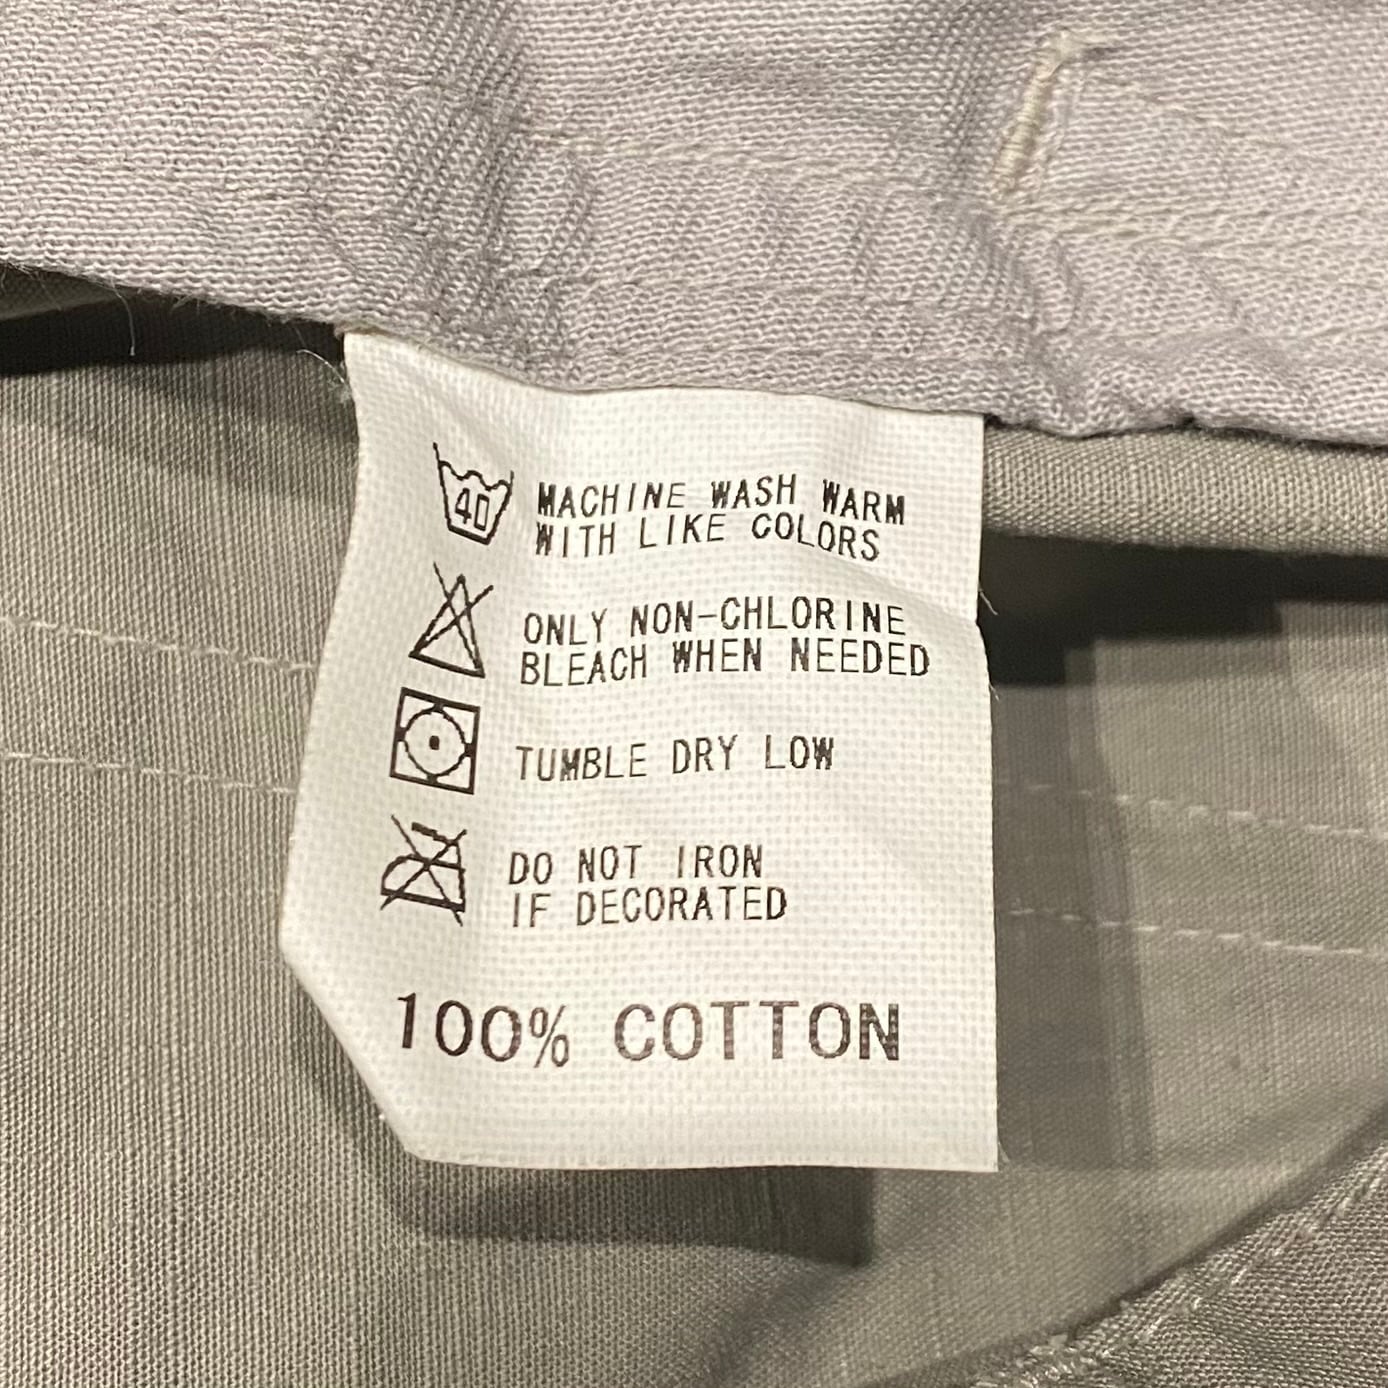 40 MACHINE WASH WARM
WITH LIKE COLORS
ONLY NON-CHLORINE
BLEACH WHEN NEEDED
TUMBLE DRY LOW
DO NOT IRON
IF DECORATED
100% COTTON